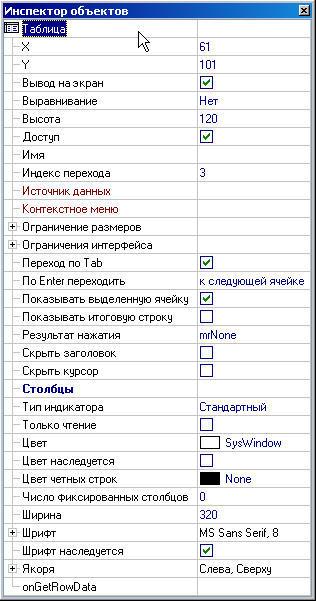 Инспектор объектов
Таблица
X 61
Y 101
Вывод на экран
Выравнивание Нет
Высота 120
Доступ
Имя
Индекс перехода 3
Источник данных
Контекстное меню
Ограничение размеров
Ограничения интерфейса
Переход по Tab
По Enter переходить к следующей ячейке
Показывать выделенную ячейку
Показывать итоговую строку
Результат нажатия mrNone
Скрыть заголовок
Скрыть курсор
Столбцы
Тип индикатора Стандартный
Только чтение
Цвет SysWindow
Цвет наследуется
Цвет четных строк None
Число фиксированных столбцов 0
Ширина 320
Шрифт MS Sans Serif, 8
Шрифт наследуется
Якоря Слева, Сверху
onGetRowData